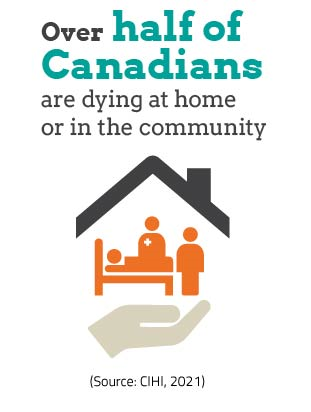 Over half of
Canadians
are dying at home
or in the community
(Source: CIHI, 2021)